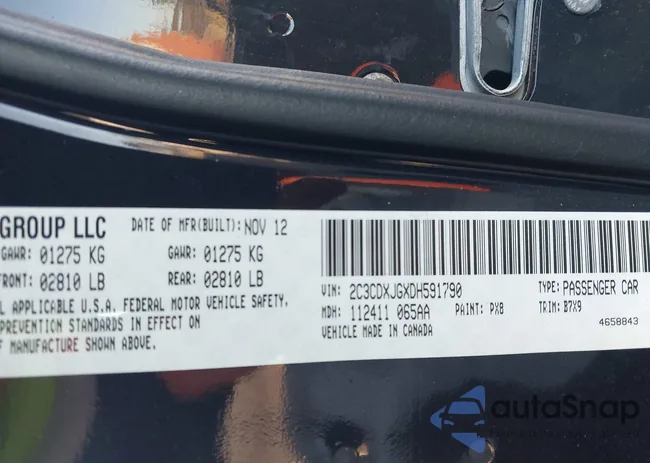 GROUP LLC
DATE OF MFR(BUILT): NOV 12
GAWR: 01275 KG GAWR: 01275 KG
FRONT: 02810 LB REAR: 02810 LB
ALL APPLICABLE U.S.A. FEDERAL MOTOR VEHICLE SAFETY,
PREVENTION STANDARDS IN EFFECT ON
OF MANUFACTURE SHOWN ABOVE.
VIN: 2C3CDXJGXDH591790 TYPE: PASSENGER CAR
MDH: 112411 065AA PAINT: PX8 TRIM: B7X9
VEHICLE MADE IN CANADA 4658843
autoSnap